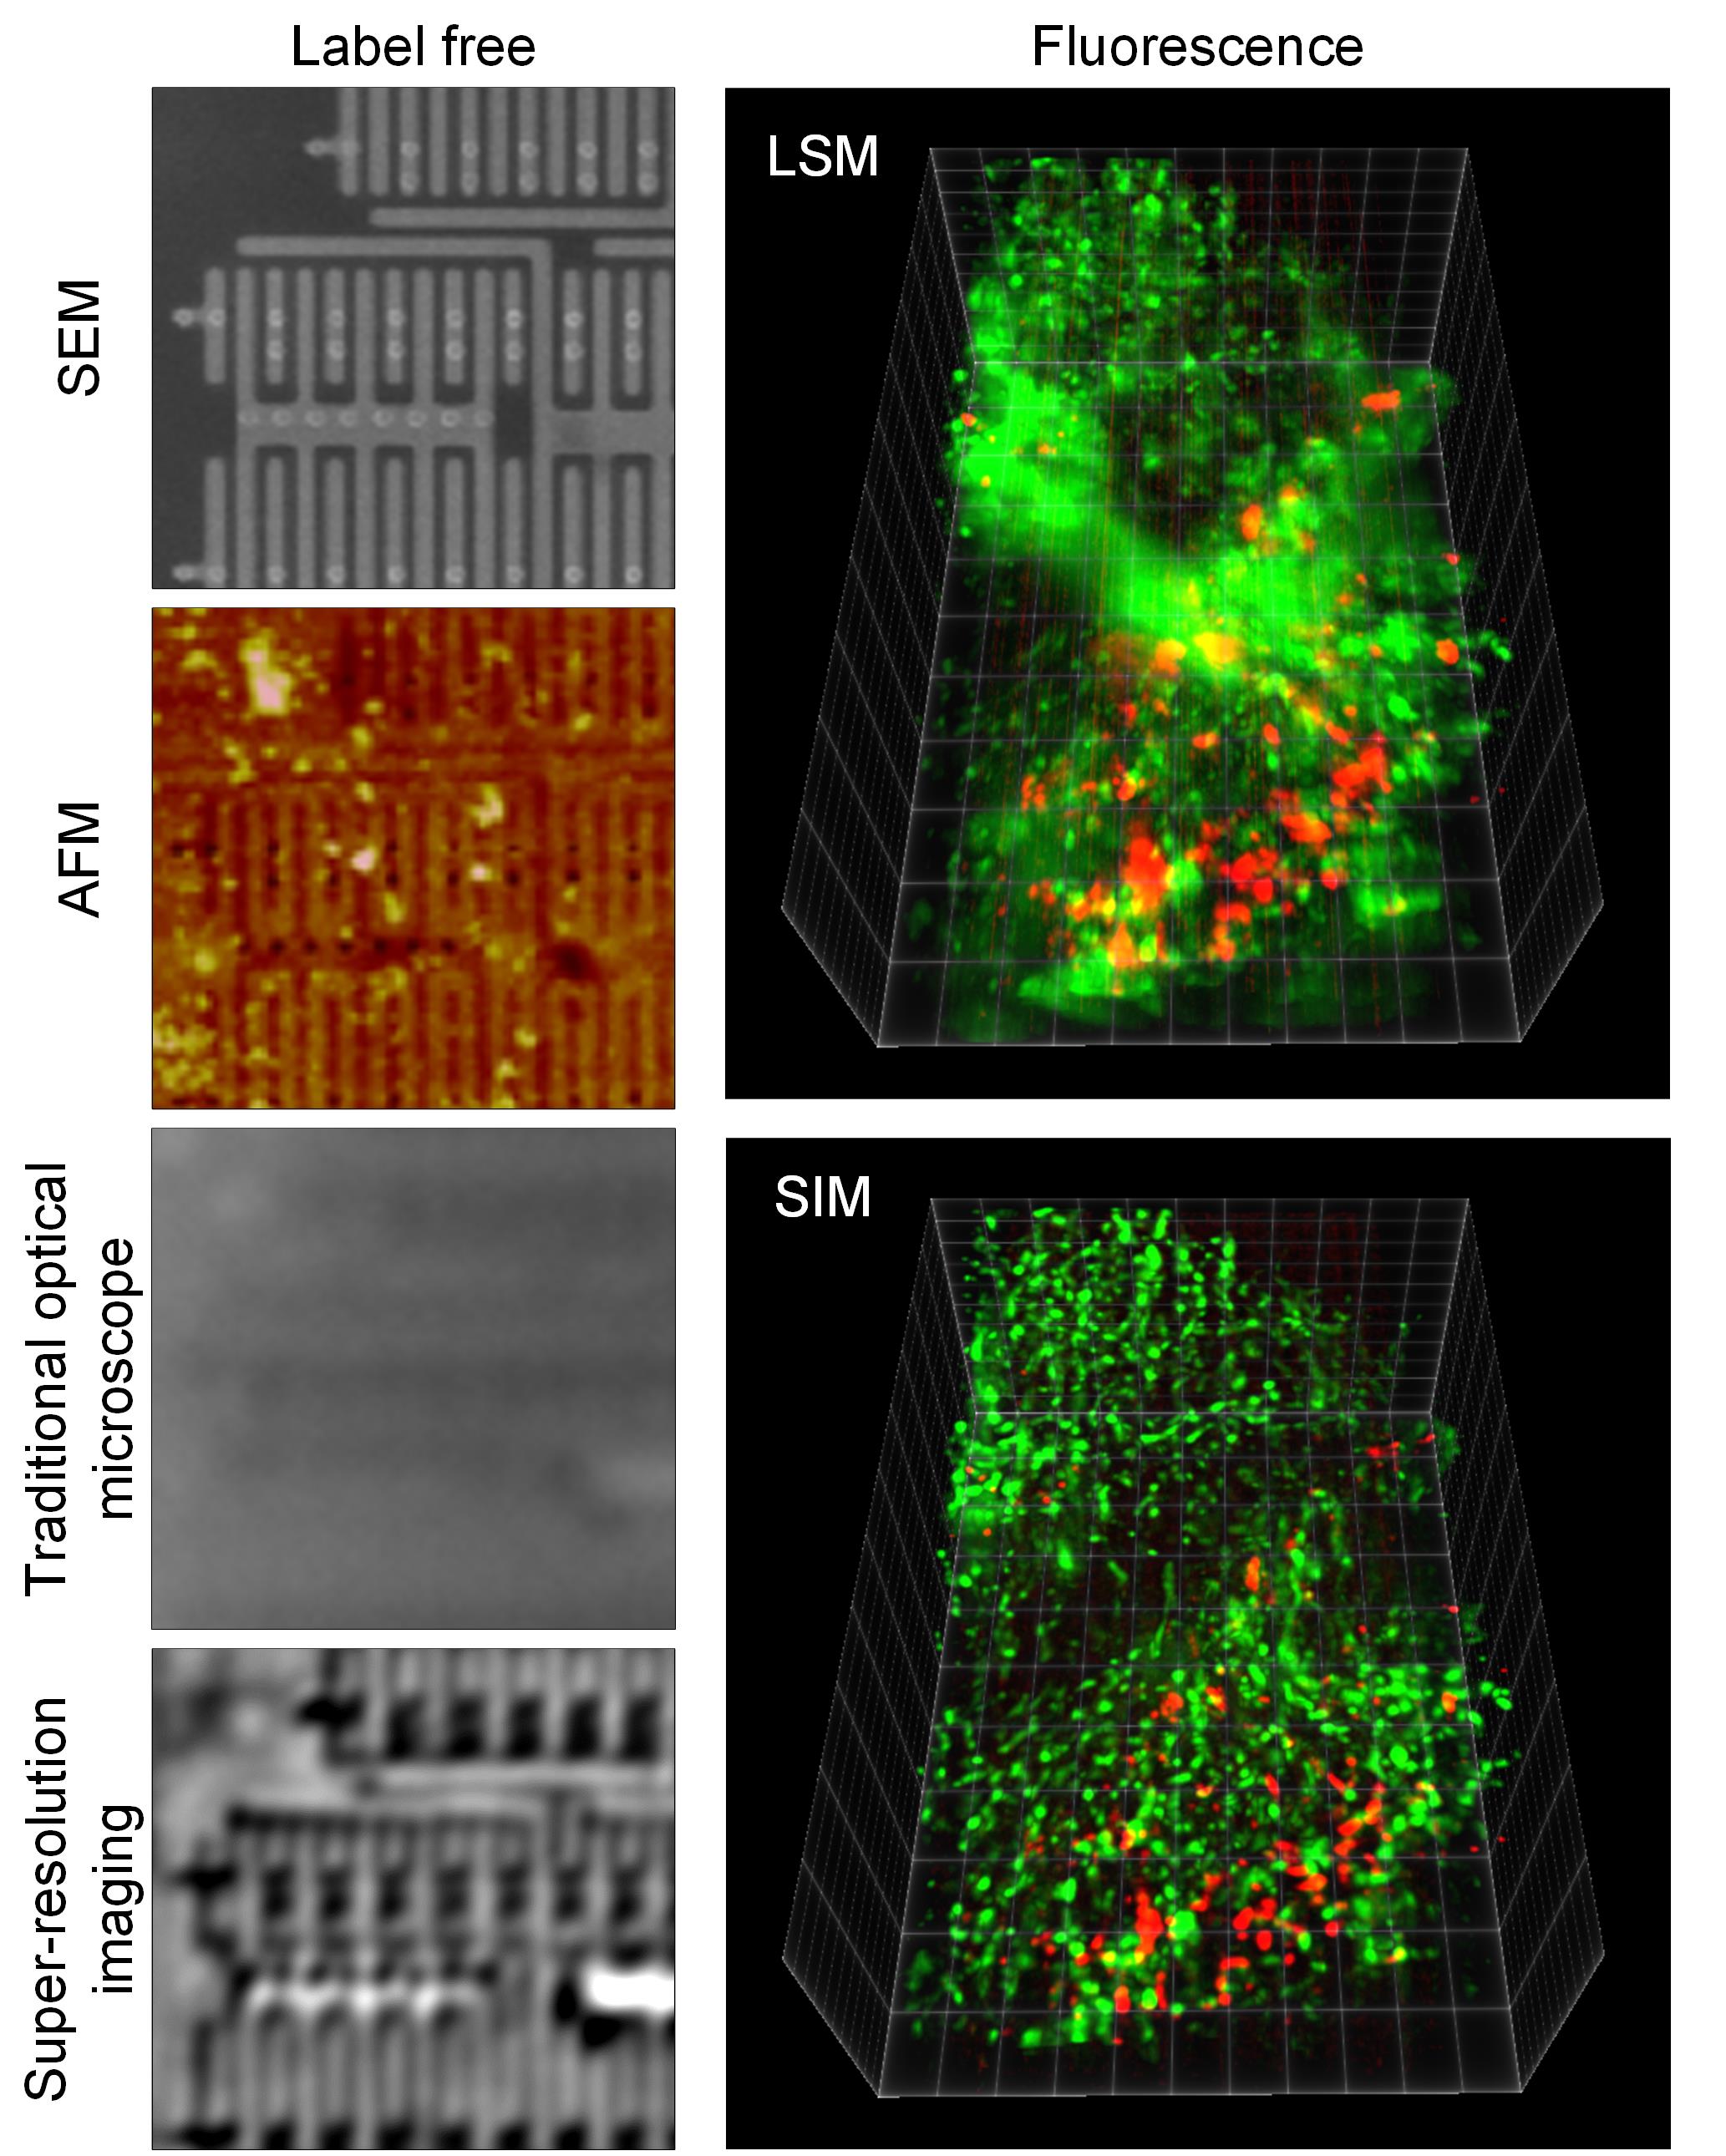 Label free
Fluorescence
SEM
AFM
Traditional optical
microscope
Super-resolution
imaging
LSM
SIM